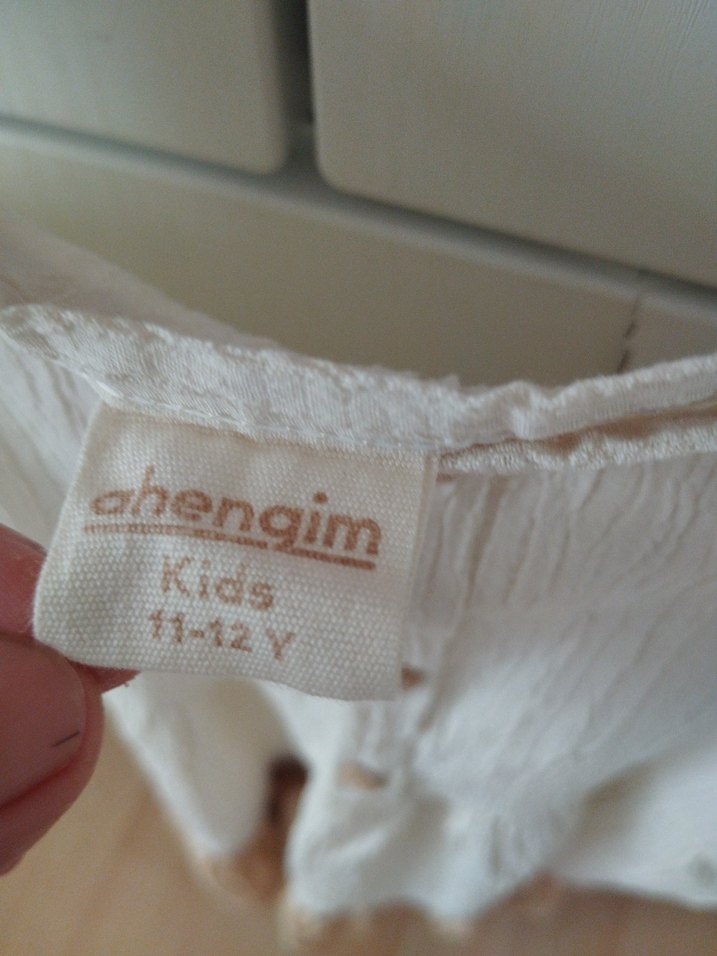 ahengim
Kids
11-12 Y